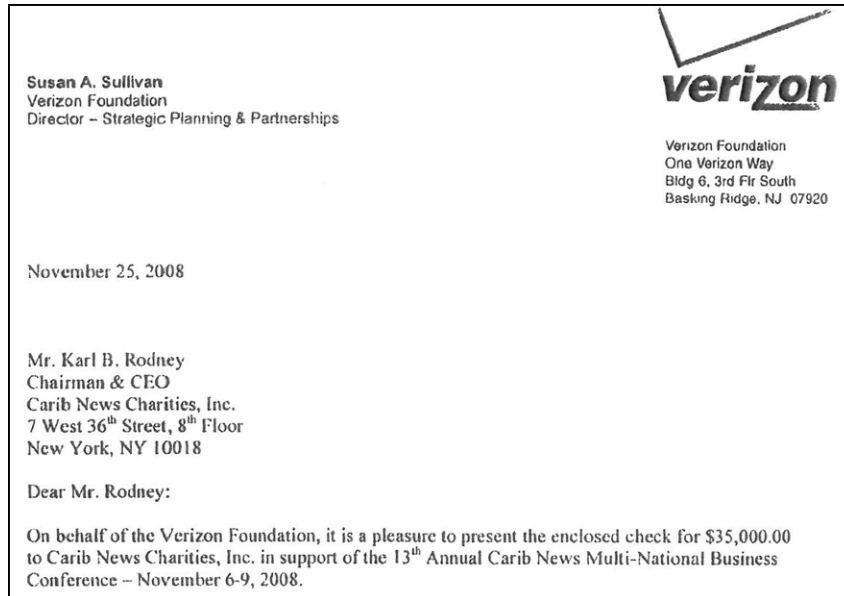 Susan A. Sullivan
Verizon Foundation
Director – Strategic Planning & Partnerships
verizon
Verizon Foundation
One Verizon Way
Bldg 6, 3rd Flr South
Basking Ridge, NJ 07920
November 25, 2008
Mr. Karl B. Rodney
Chairman & CEO
Carib News Charities, Inc.
7 West 36th Street, 8th Floor
New York, NY 10018
Dear Mr. Rodney:
On behalf of the Verizon Foundation, it is a pleasure to present the enclosed check for $35,000.00
to Carib News Charities, Inc. in support of the 13th Annual Carib News Multi-National Business
Conference – November 6-9, 2008.